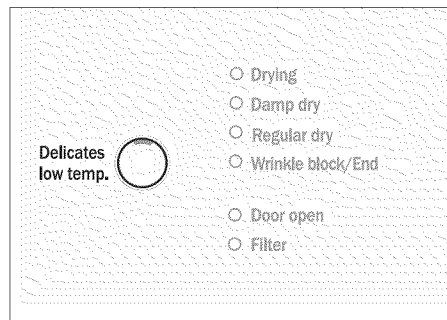 Drying
Damp dry
Regular dry
Delicates
low temp.
Wrinkle block/End
Door open
Filter